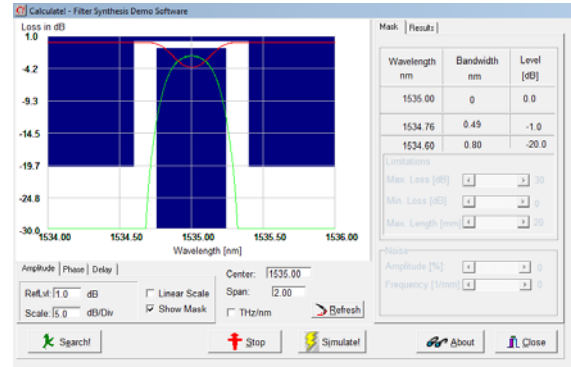 Calculate! - Filter Synthesis Demo Software
Loss in dB
1.0
-4.2
-9.3
-14.5
-19.7
-24.8
-30.0
1534.00 1534.50 1535.00 1535.50 1536.00
Wavelength [nm]
Amplitude Phase Delay
RefLvl: 1.0 dB
Scale: 5.0 dB/Div
Linear Scale
Show Mask
Center: 1535.00
Span: 2.00
THz/nm
Refresh
Mask Results
Wavelength nm Bandwidth nm Level [dB]
1535.00 0 0.0
1534.76 0.49 -1.0
1534.60 0.80 -20.0
Limitations
Max. Loss [dB] 30
Min. Loss [dB] 0
Max. Length [mm] 20
Noise
Amplitude [%]: 0
Frequency [1/mm] 0
Search! Stop Simulate! About Close